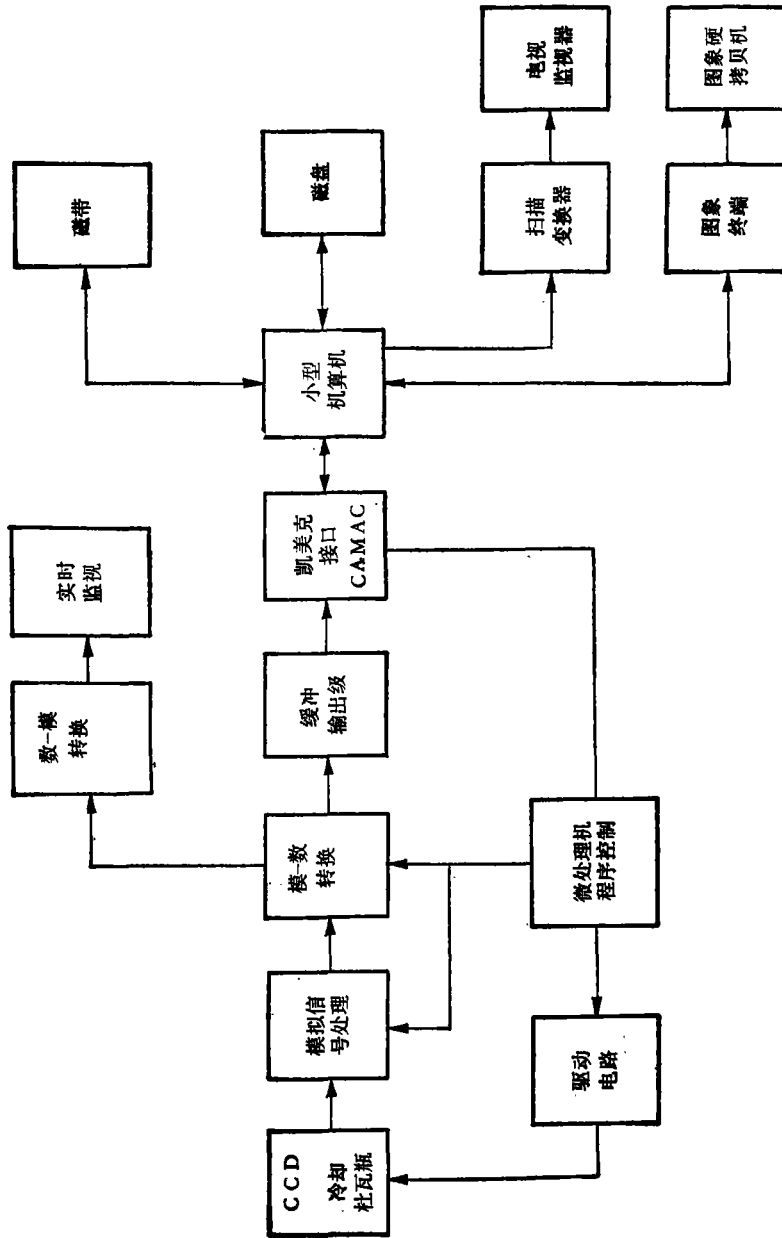 数-模
转换
实时
监视
磁带
CCD
冷却
杜瓦瓶
模拟信
号处理
模-数
转换
缓冲
输出级
凯美克
接口
CAMAC
小型
机算机
磁盘
扫描
变换器
电视
监视器
驱动
电路
微处理机
程序控制
图象
终端
图象硬
拷贝机